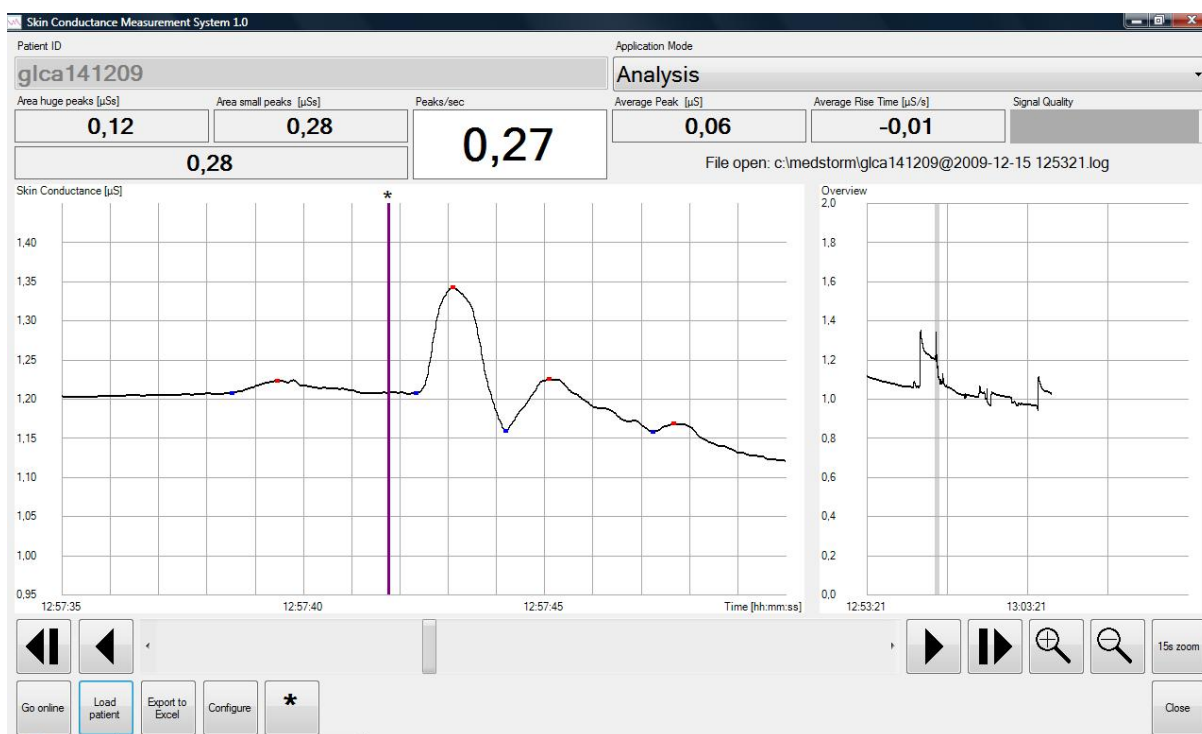 Skin Conductance Measurement System 1.0
Patient ID
Application Mode
glca141209
Analysis
Area huge peaks [µSs]
Area small peaks [µSs]
Peaks/sec
Average Peak [µS]
Average Rise Time [µS/s]
Signal Quality
0,12
0,28
0,27
0,06
-0,01
0,28
File open: c:\medstorm\glca141209@2009-12-15 125321.log
Skin Conductance [µS]
*
Overview
1,40
1,35
1,30
1,25
1,20
1,15
1,10
1,05
1,00
0,95
12:57:35
12:57:40
12:57:45
Time [hh:mm:ss]
2,0
1,8
1,6
1,4
1,2
1,0
0,8
0,6
0,4
0,2
0,0
12:53:21
13:03:21
15s zoom
Go online
Load
patient
Export to
Excel
Configure
*
Close